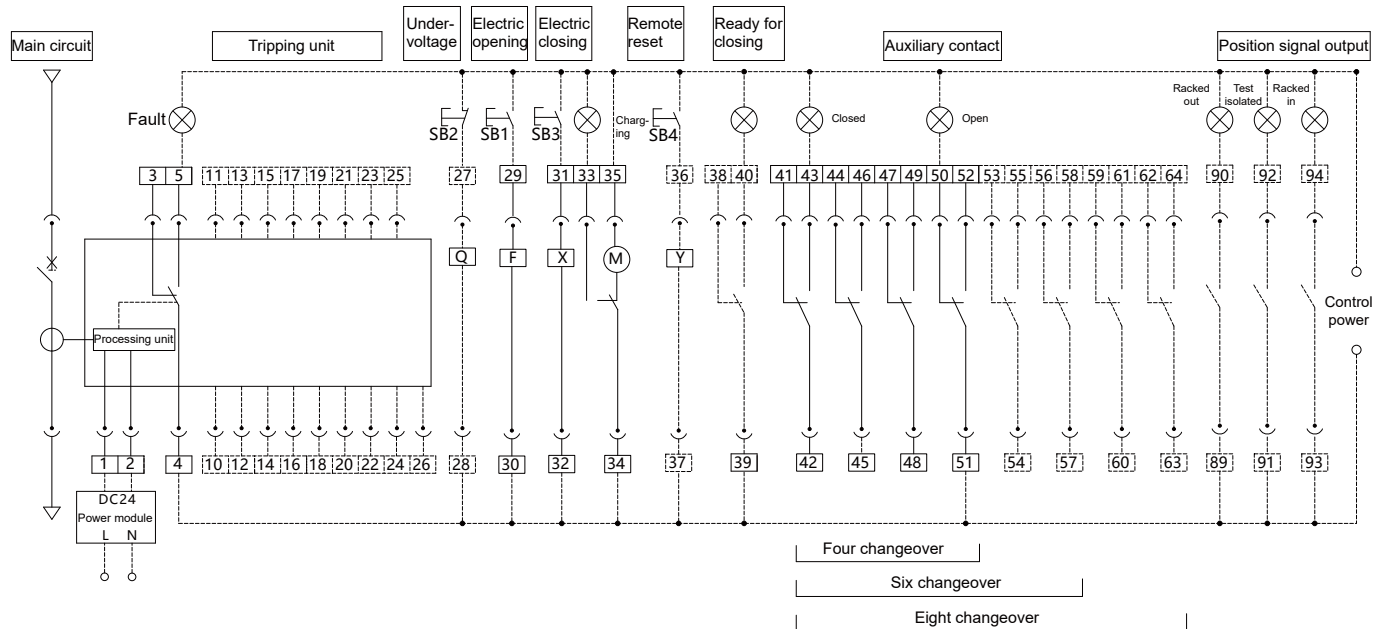 Main circuit
Tripping unit
Under-
voltage
Electric
opening
Electric
closing
Remote
reset
Ready for
closing
Auxiliary contact
Position signal output
Fault
SB2
SB1
SB3
Charg-
ing
SB4
Closed
Open
Racked
out
Test
isolated
Racked
in
3 5 11 13 15 17 19 21 23 25 27 29 31 33 35 36 38 40 41 43 44 46 47 49 50 52 53 55 56 58 59 61 62 64 90 92 94
Q F X M Y
Control
power
Processing unit
1 2 4 10 12 14 16 18 20 22 24 26 28 30 32 34 37 39 42 45 48 51 54 57 60 63 89 91 93
DC24
Power module
L N
Four changeover
Six changeover
Eight changeover